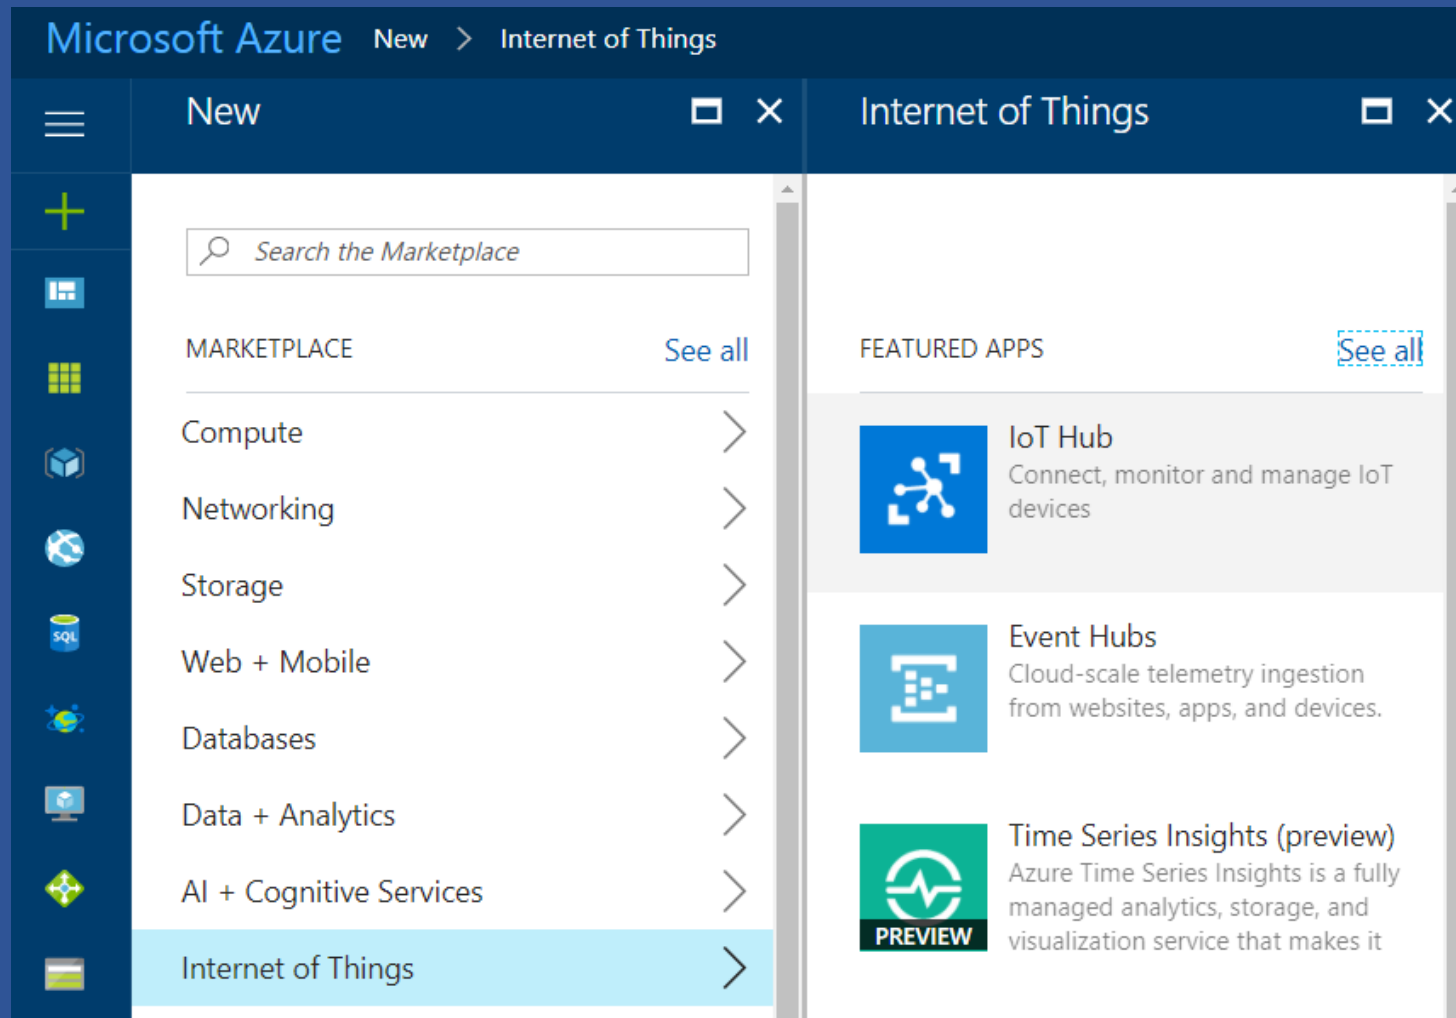 Microsoft Azure New > Internet of Things
New
Search the Marketplace
MARKETPLACE See all
Compute
Networking
Storage
Web + Mobile
Databases
Data + Analytics
AI + Cognitive Services
Internet of Things
SQL
Internet of Things
FEATURED APPS See all
IoT Hub
Connect, monitor and manage IoT
devices
Event Hubs
Cloud-scale telemetry ingestion
from websites, apps, and devices.
PREVIEW
Time Series Insights (preview)
Azure Time Series Insights is a fully
managed analytics, storage, and
visualization service that makes it